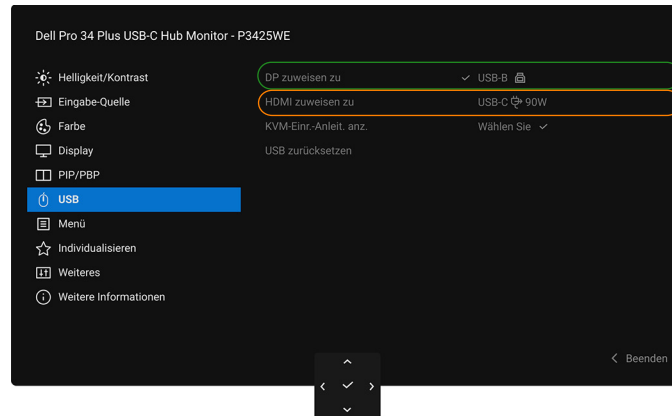 Dell Pro 34 Plus USB-C Hub Monitor - P3425WE
Helligkeit/Kontrast
Eingabe-Quelle
Farbe
Display
PIP/PBP
USB
Menü
Individualisieren
Weiteres
Weitere Informationen
DP zuweisen zu ✓ USB-B
HDMI zuweisen zu USB-C 90W
KVM-Einr.-Anleit. anz. Wählen Sie ✓
USB zurücksetzen
Beenden